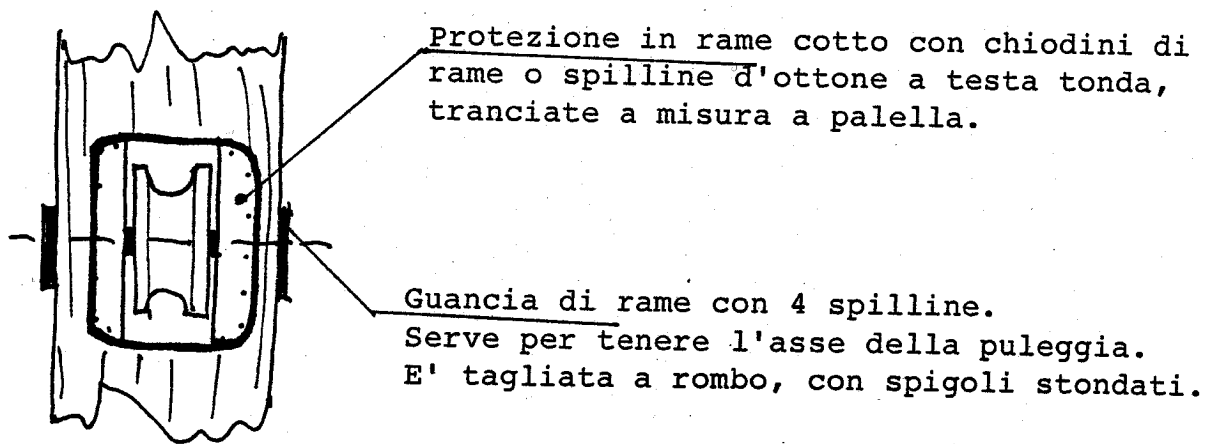 Protezione in rame cotto con chiodini di
rame o spilline d'ottone a testa tonda,
tranciate a misura a palella.
Guancia di rame con 4 spilline.
Serve per tenere l'asse della puleggia.
E' tagliata a rombo, con spigoli stondati.